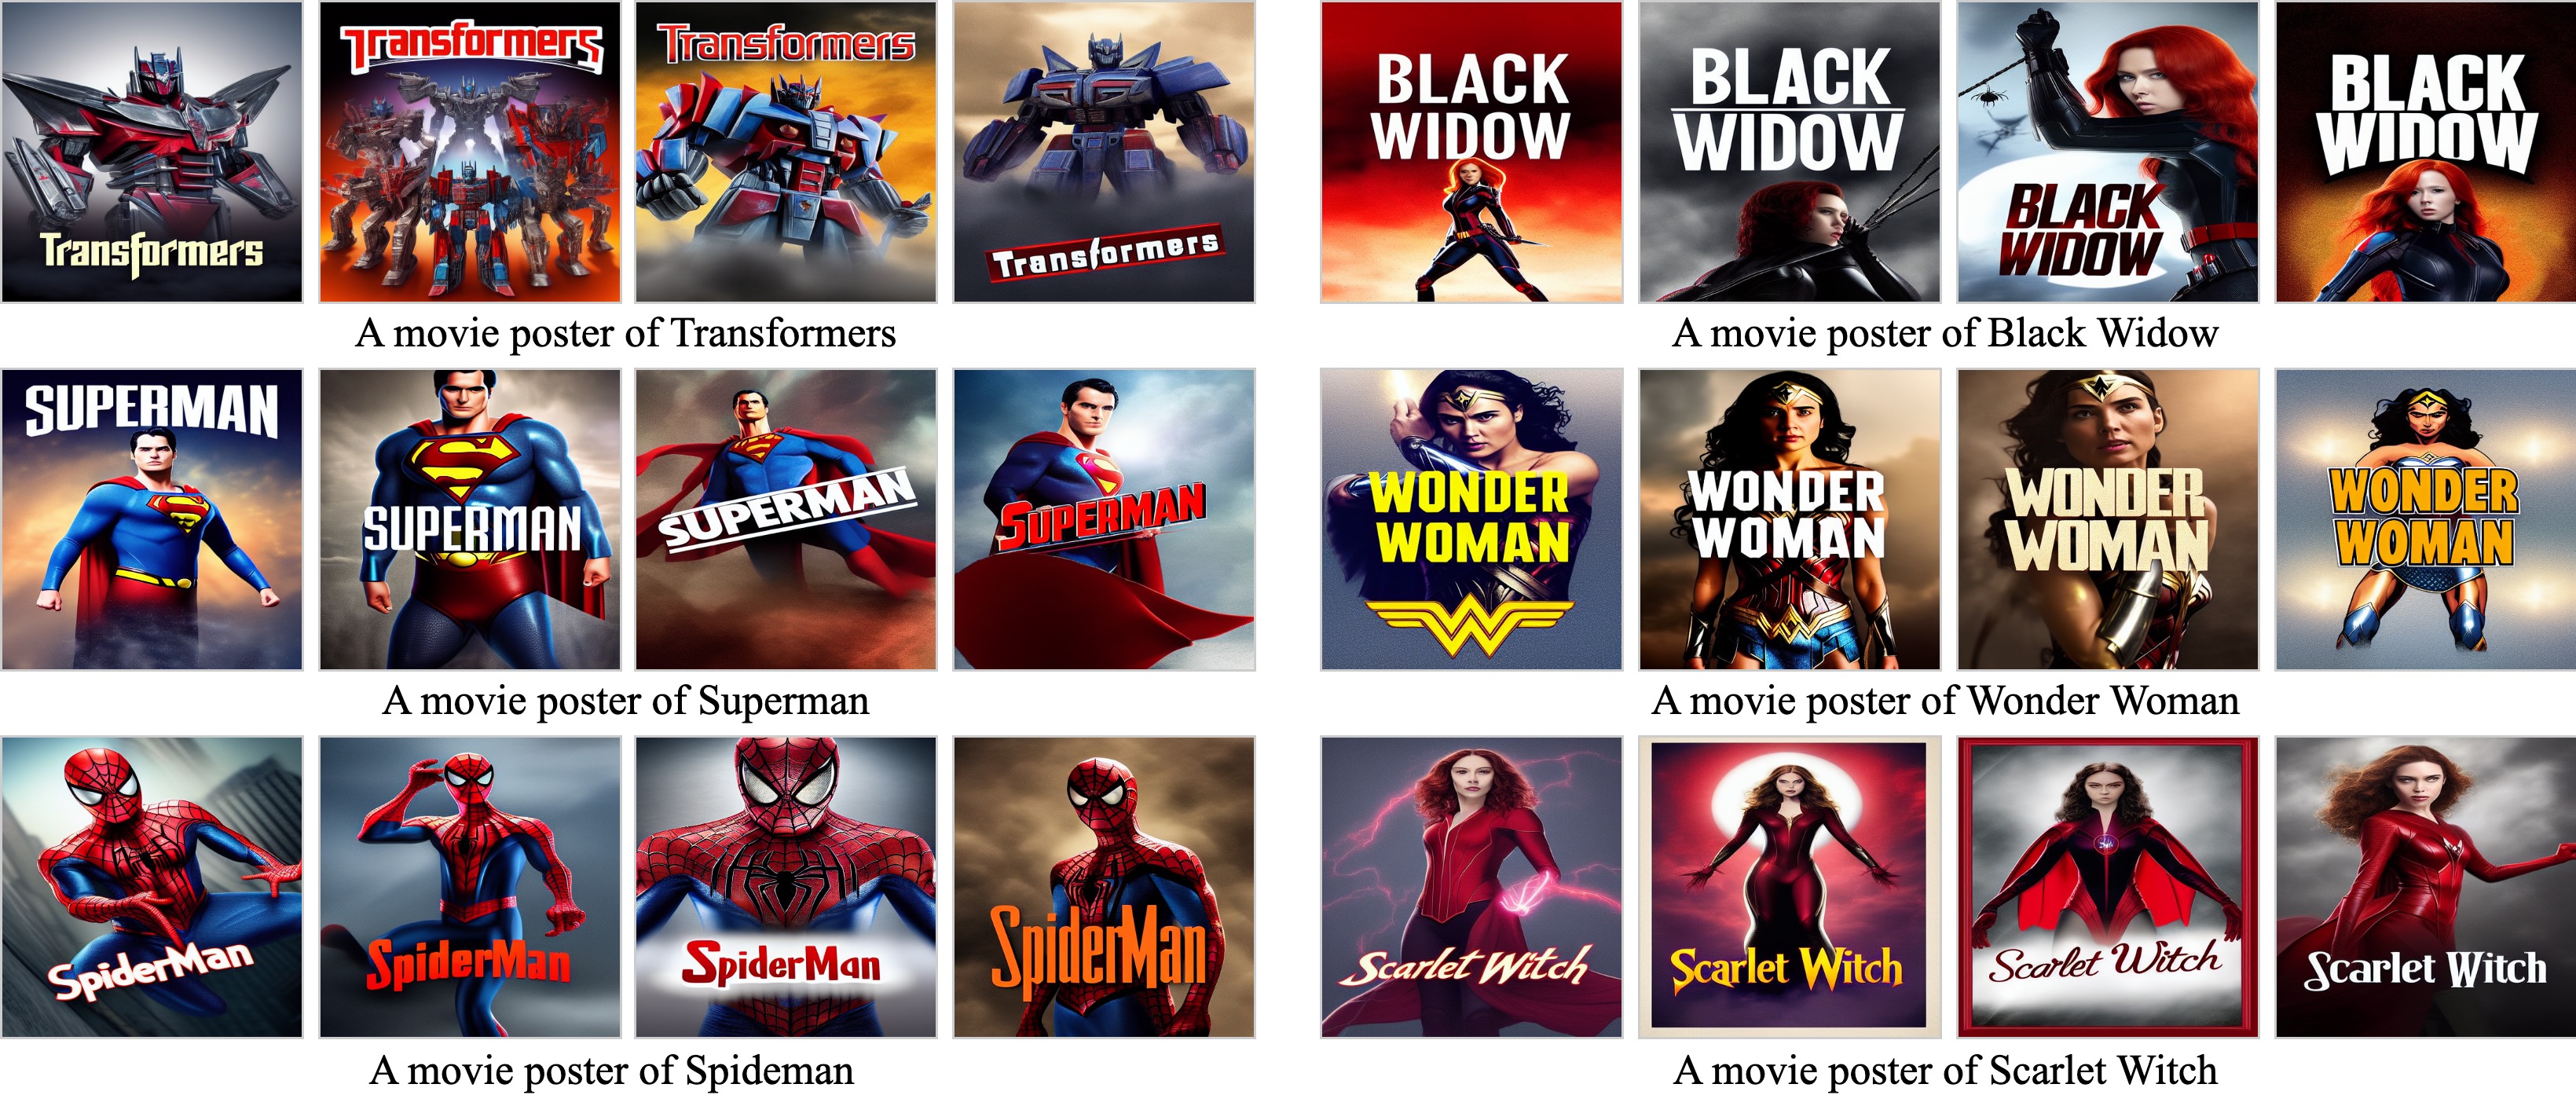 Transformers
Transformers
Transformers
Transformers
A movie poster of Transformers
BLACK
WIDOW
BLACK
WIDOW
BLACK
WIDOW
BLACK
WIDOW
A movie poster of Black Widow
SUPERMAN
SUPERMAN
SUPERMAN
SUPERMAN
A movie poster of Superman
WONDER
WOMAN
WONDER
WOMAN
WONDER
WOMAN
WONDER
WOMAN
A movie poster of Wonder Woman
SpiderMan
SpiderMan
SpiderMan
SpiderMan
A movie poster of Spideman
Scarlet Witch
Scarlet Witch
Scarlet Witch
Scarlet Witch
A movie poster of Scarlet Witch